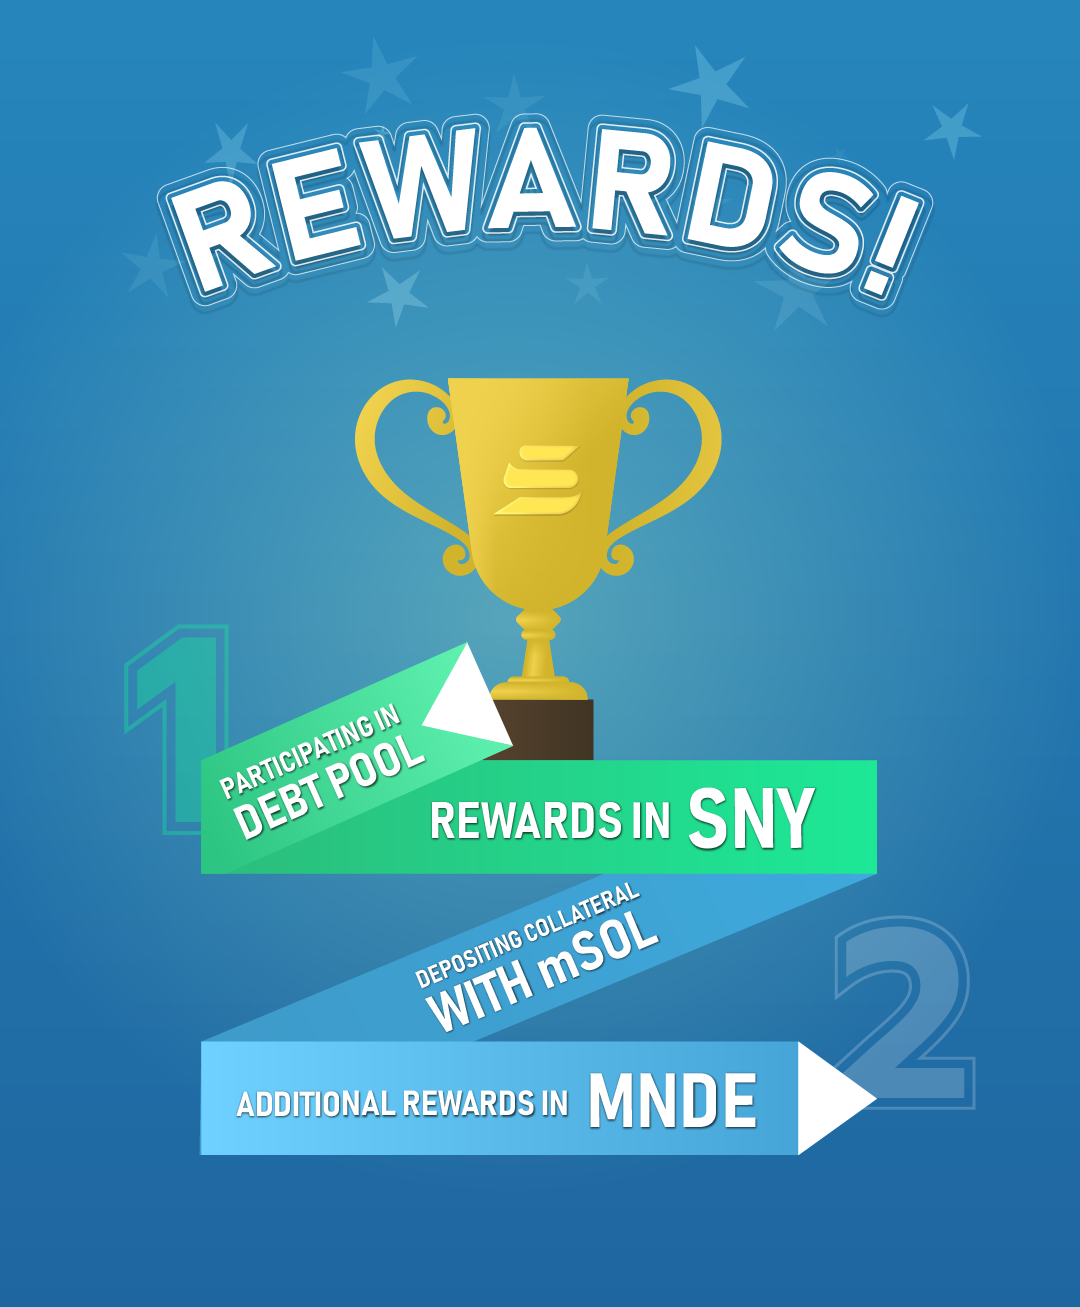 REWARDS!
1
PARTICIPATING IN
DEBT POOL
REWARDS IN SNY
DEPOSITING COLLATERAL
WITH mSOL
2
ADDITIONAL REWARDS IN MNDE